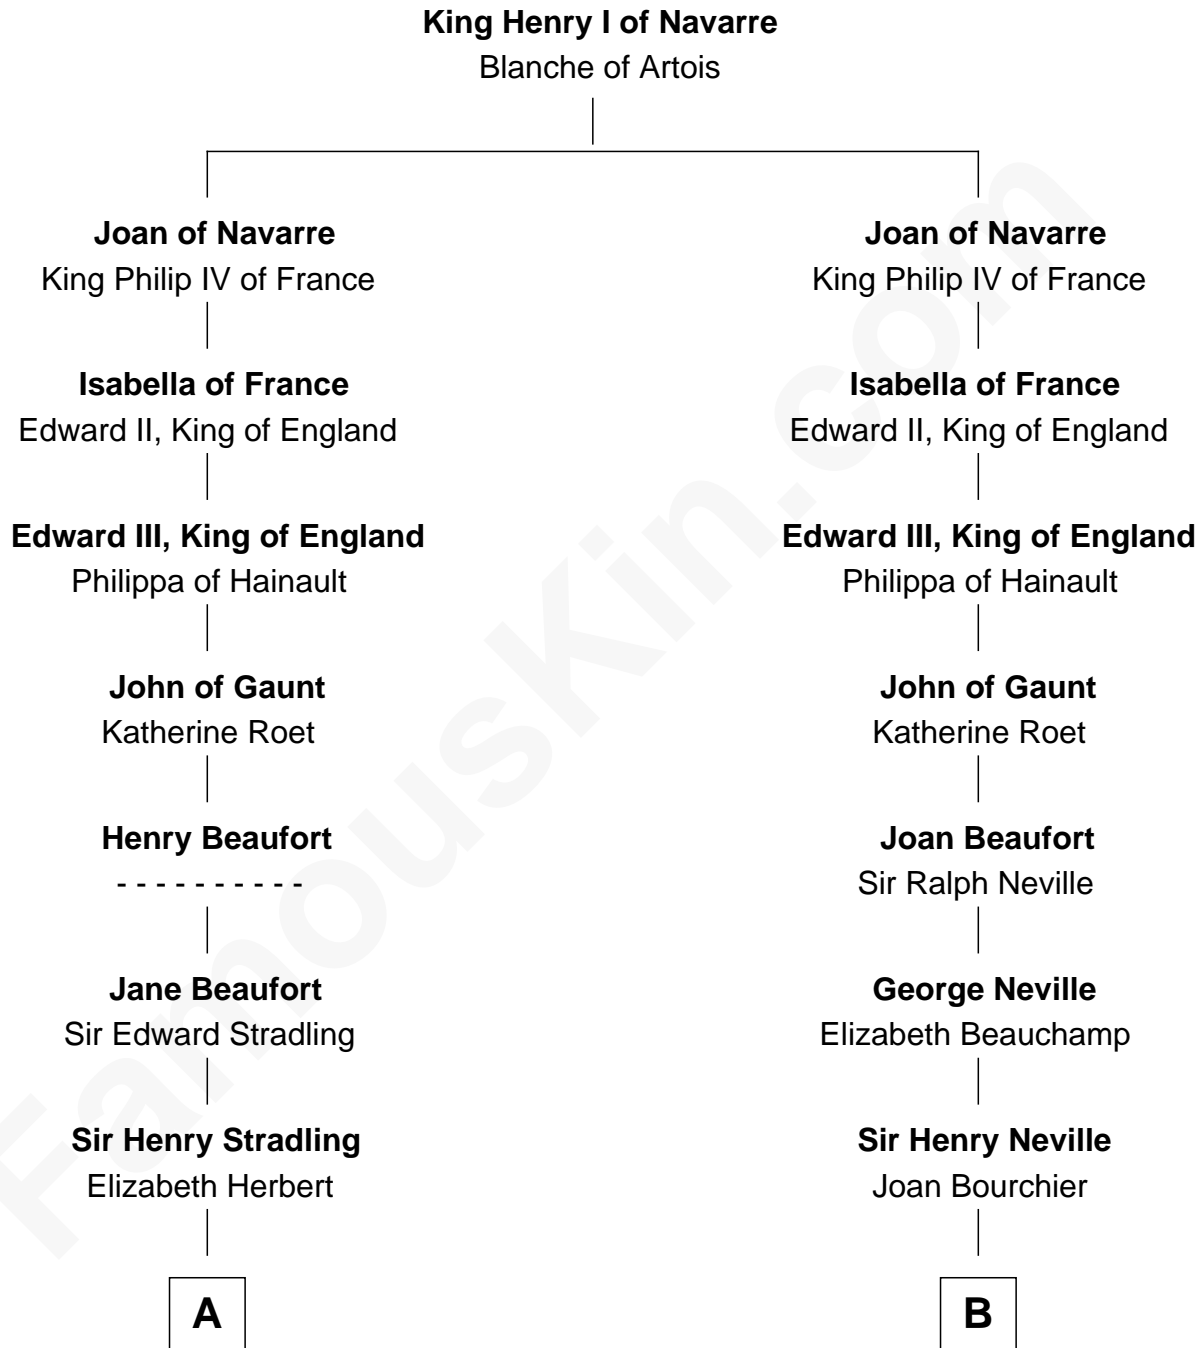 King Henry I of Navarre
Blanche of Artois
Joan of Navarre
King Philip IV of France
Isabella of France
Edward II, King of England
Edward III, King of England
Philippa of Hainault
John of Gaunt
Katherine Roet
Henry Beaufort
- - - - - - - - - -
Jane Beaufort
Sir Edward Stradling
Sir Henry Stradling
Elizabeth Herbert
A
Joan of Navarre
King Philip IV of France
Isabella of France
Edward II, King of England
Edward III, King of England
Philippa of Hainault
John of Gaunt
Katherine Roet
Joan Beaufort
Sir Ralph Neville
George Neville
Elizabeth Beauchamp
Sir Henry Neville
Joan Bourchier
B
FamousKin.com